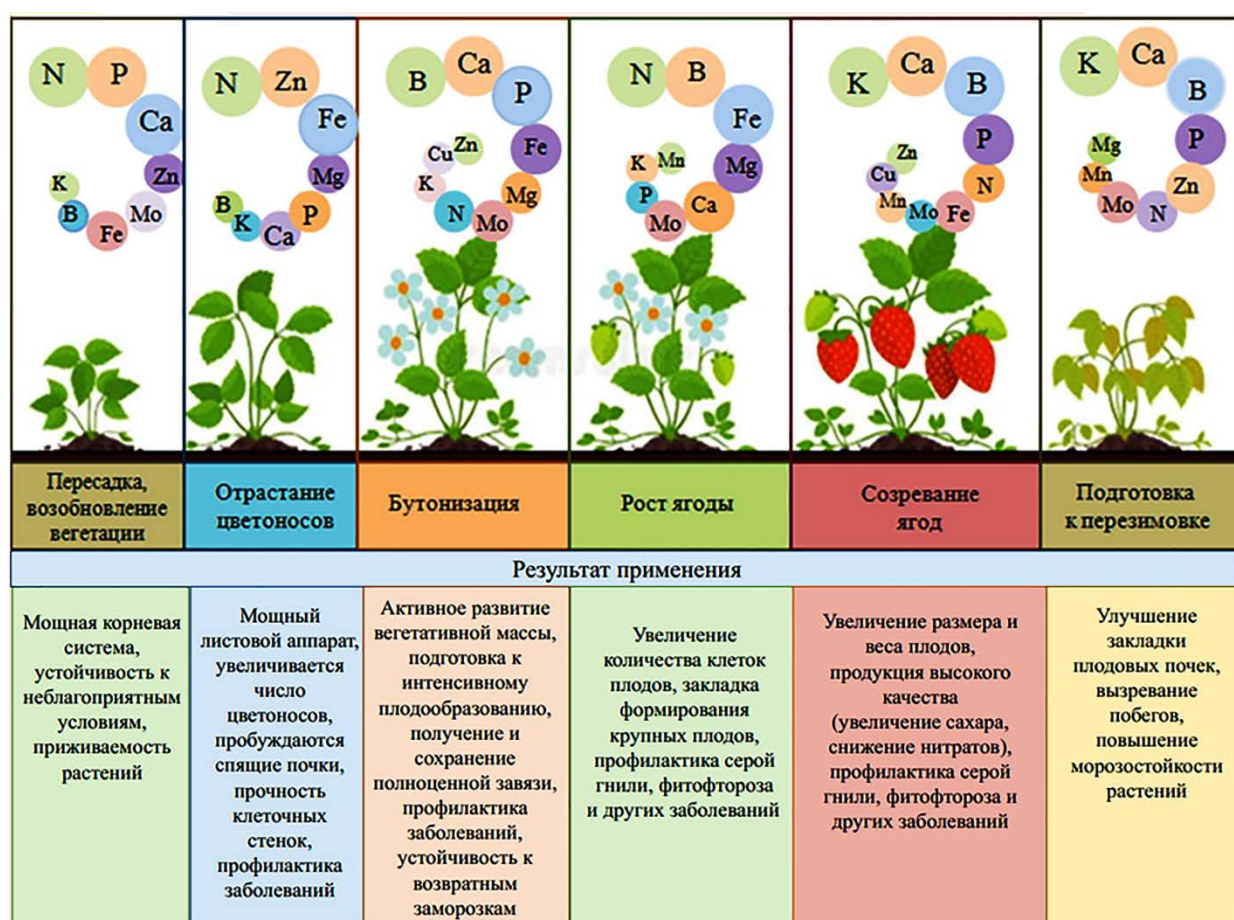 N P
Ca
Zn
Mo
Fe
B
K
N Zn
Fe
Mg
P
Ca
K
B
B Ca
P
Fe
Mg
Mo
N
K
Cu
Zn
N B
Fe
Mg
Ca
Mo
P
K
Mn
K Ca
B
P
N
Fe
Mo
Mn
Cu
Zn
K Ca
B
P
Zn
N
Mo
Mn
Mg
Пересадка,
возобновление
вегетации
Отрастание
цветоносов
Бутонизация
Рост ягоды
Созревание
ягод
Подготовка
к перезимовке
Результат применения
Мощная корневая
система,
устойчивость к
неблагоприятным
условиям,
приживаемость
растений
Мощный
листовой аппарат,
увеличивается
число
цветоносов,
пробуждаются
спящие почки,
прочность
клеточных
стенок,
профилактика
заболеваний
Активное развитие
вегетативной массы,
подготовка к
интенсивному
плодообразованию,
получение и
сохранение
полноценной завязи,
профилактика
заболеваний,
устойчивость к
возвратным
заморозкам
Увеличение
количества клеток
плодов, закладка
формирования
крупных плодов,
профилактика серой
гнили, фитофтороза
и других заболеваний
Увеличение размера и
веса плодов,
продукция высокого
качества
(увеличение сахара,
снижение нитратов),
профилактика серой
гнили, фитофтороза и
других заболеваний
Улучшение
закладки
плодовых почек,
вызревание
побегов,
повышение
морозостойкости
растений